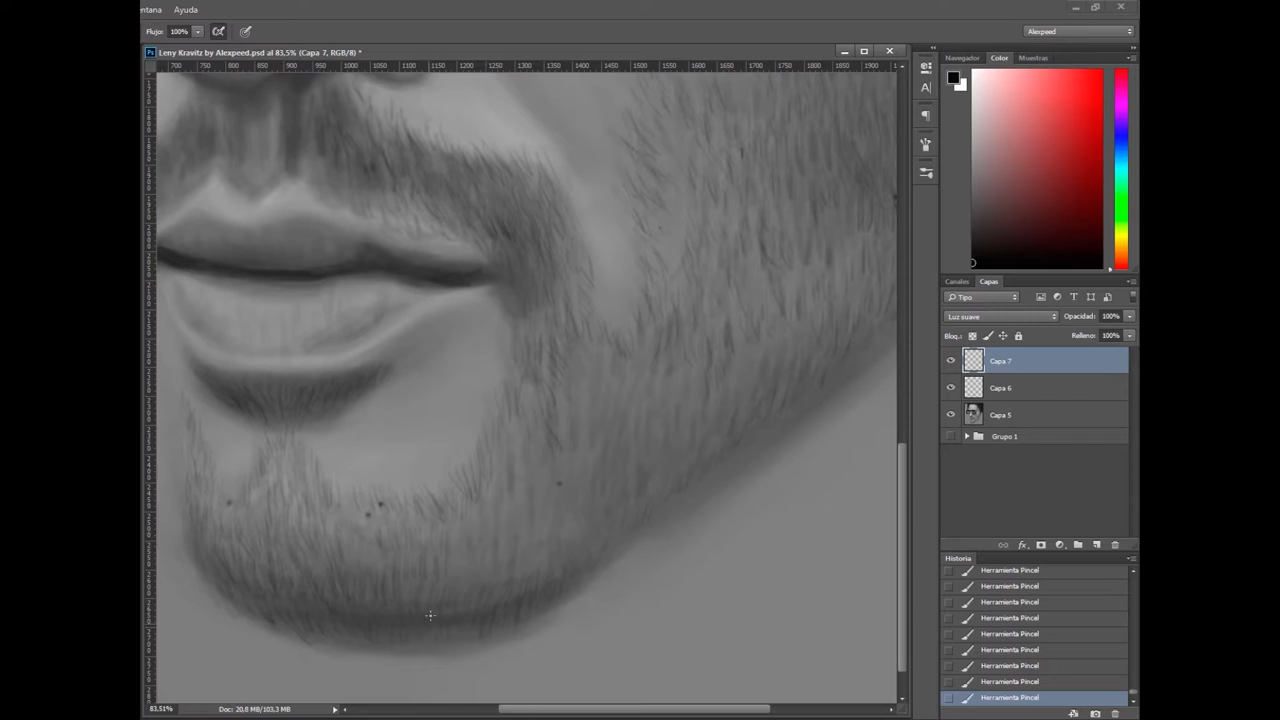 entana Ayuda
Flujo: 100%
Alexpeed
Leny Kravitz by Alexpeed.psd al 83,5% (Capa 7, RGB/8) *
700 750 800 850 900 950 1000 1050 1100 1150 1200 1250 1300 1350 1400 1450 1500 1550 1600 1650 1700 1750 1800 1850 1900
Navegador Color Muestras
Canales Capas
Tipo
Luz suave Opacidad: 100%
Bloq.: Relleno: 100%
Capa 7
Capa 6
Capa 5
Grupo 1
fx
Historia
Herramienta Pincel
Herramienta Pincel
Herramienta Pincel
Herramienta Pincel
Herramienta Pincel
Herramienta Pincel
Herramienta Pincel
Herramienta Pincel
Herramienta Pincel
83,51% Doc: 20,8 MB/103,3 MB